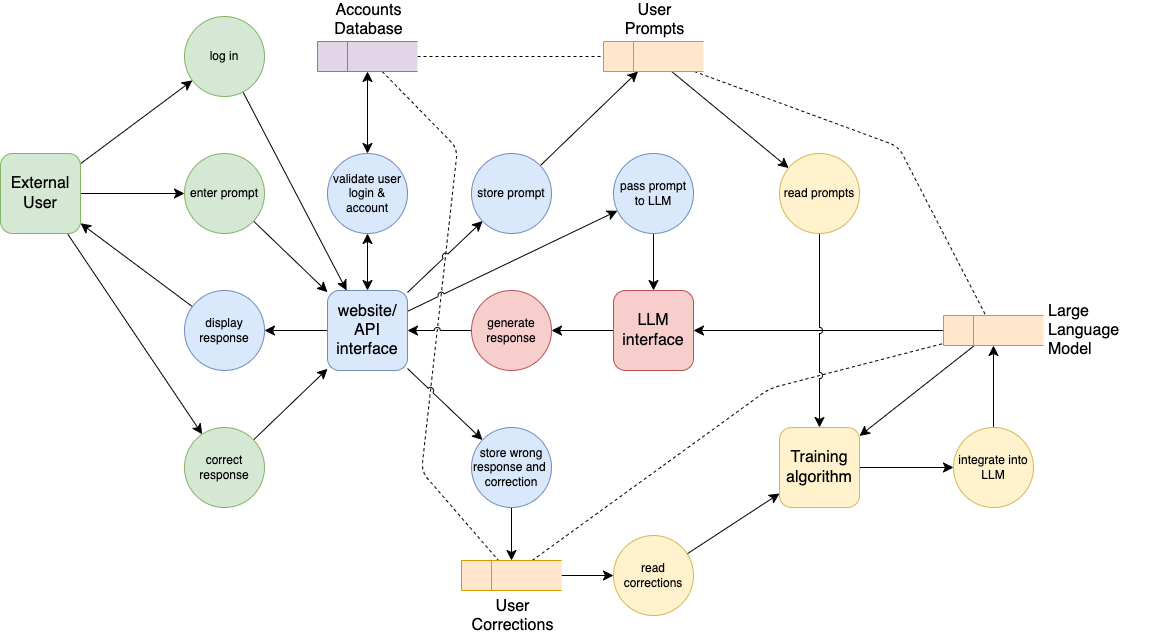 Accounts
Database
User
Prompts
log in
External
User
enter prompt
validate user
login &
account
store prompt
pass prompt
to LLM
read prompts
display
response
website/
API
interface
generate
response
LLM
interface
Large
Language
Model
correct
response
store wrong
response and
correction
Training
algorithm
integrate into
LLM
read
corrections
User
Corrections